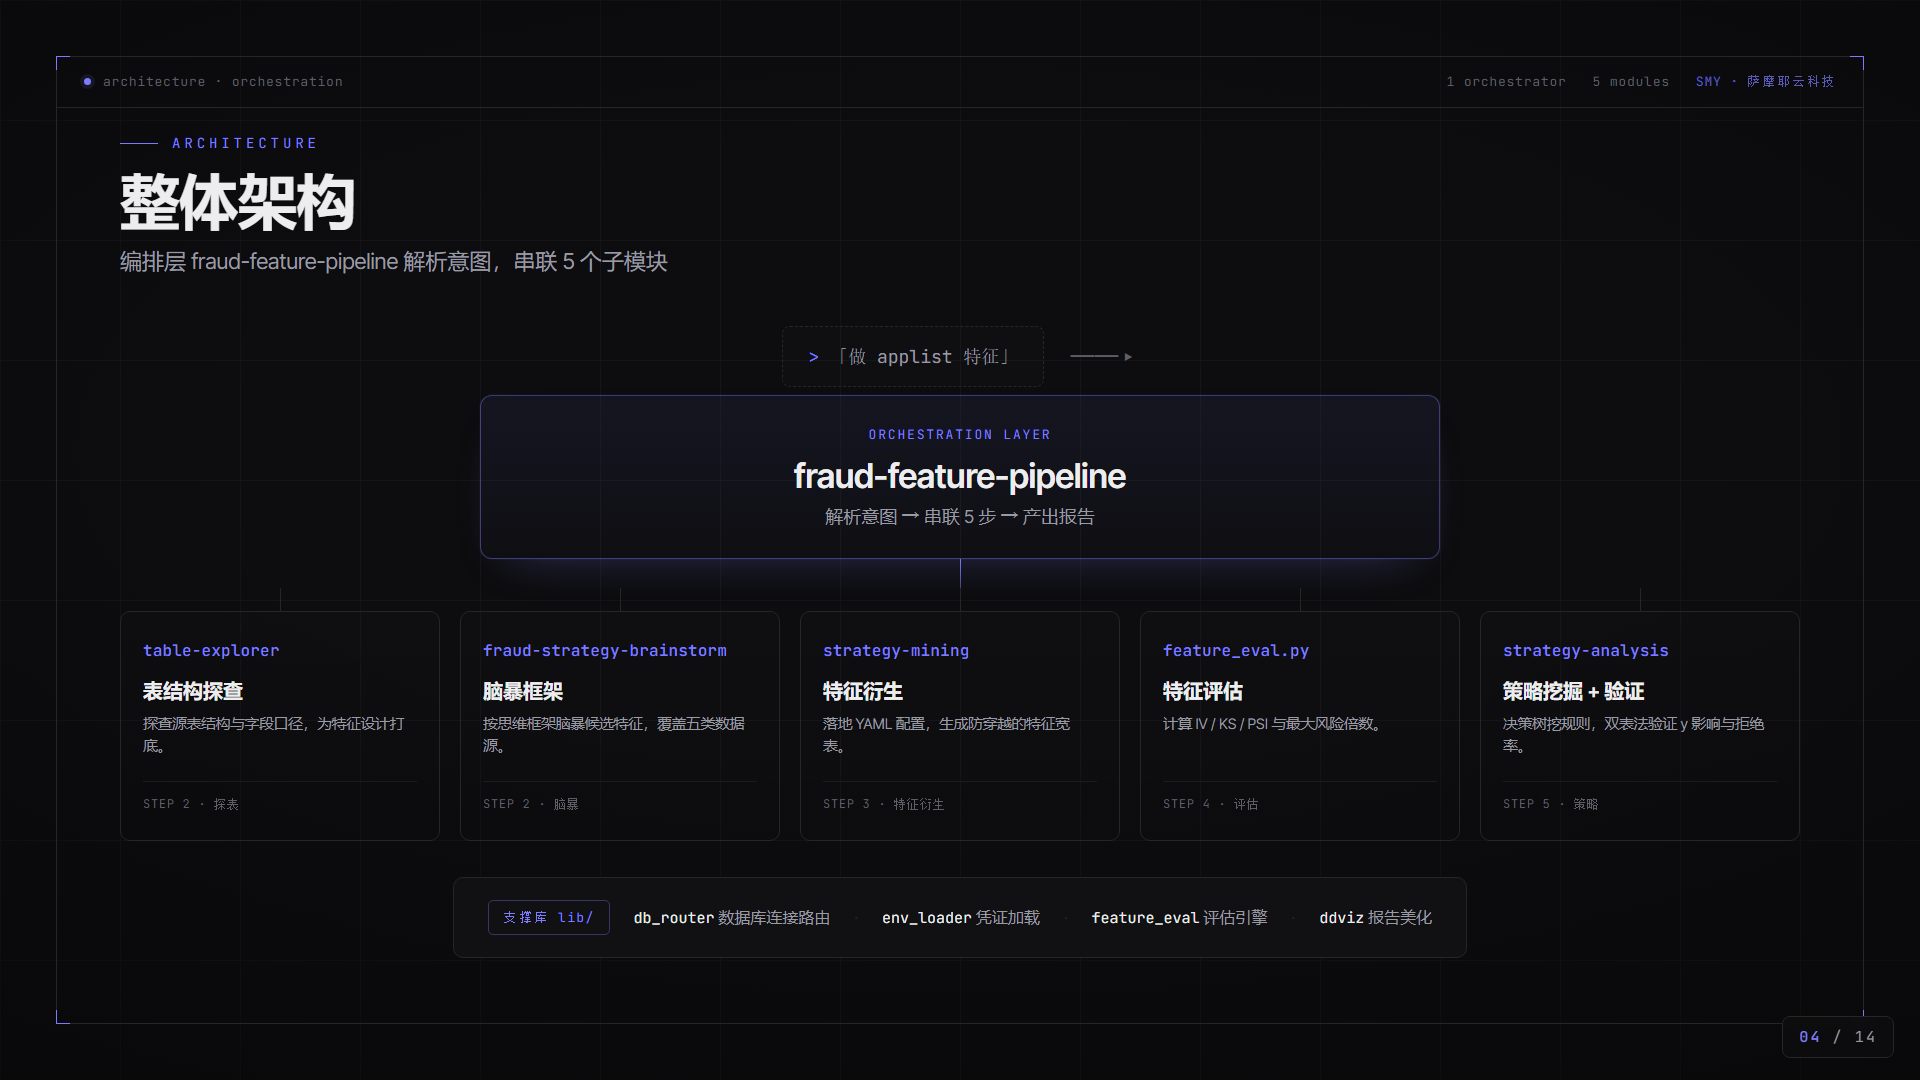 architecture · orchestration
1 orchestrator 5 modules SMY · 萨摩耶云科技
ARCHITECTURE
整体架构
编排层 fraud-feature-pipeline 解析意图，串联 5 个子模块
> 「做 applist 特征」
ORCHESTRATION LAYER
fraud-feature-pipeline
解析意图 → 串联 5 步 → 产出报告
table-explorer
表结构探查
探查源表结构与字段口径，为特征设计打
底。
STEP 2 · 探表
fraud-strategy-brainstorm
脑暴框架
按思维框架脑暴候选特征，覆盖五类数据
源。
STEP 2 · 脑暴
strategy-mining
特征衍生
落地 YAML 配置，生成防穿越的特征宽
表。
STEP 3 · 特征衍生
feature_eval.py
特征评估
计算 IV / KS / PSI 与最大风险倍数。
STEP 4 · 评估
strategy-analysis
策略挖掘 + 验证
决策树挖规则，双表法验证 y 影响与拒绝
率。
STEP 5 · 策略
支撑库 lib/ db_router 数据库连接路由 · env_loader 凭证加载 · feature_eval 评估引擎 · ddviz 报告美化
04 / 14